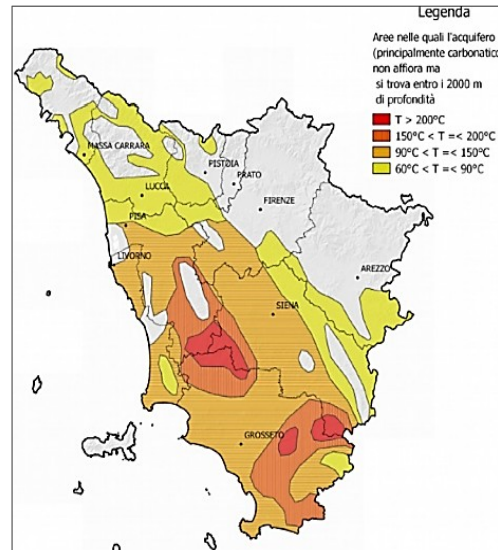 Legenda
Aree nelle quali l'acquifero
(principalmente carbonatico
non affiora ma
si trova entro i 2000 m
di profondità
T > 200°C
150°C < T =< 200°C
90°C < T =< 150°C
60°C < T =< 90°C
MASSA CARRARA
PISTOIA
PRATO
LUCCA
FIRENZE
PISA
LIVORNO
AREZZO
SIENA
GROSSETO